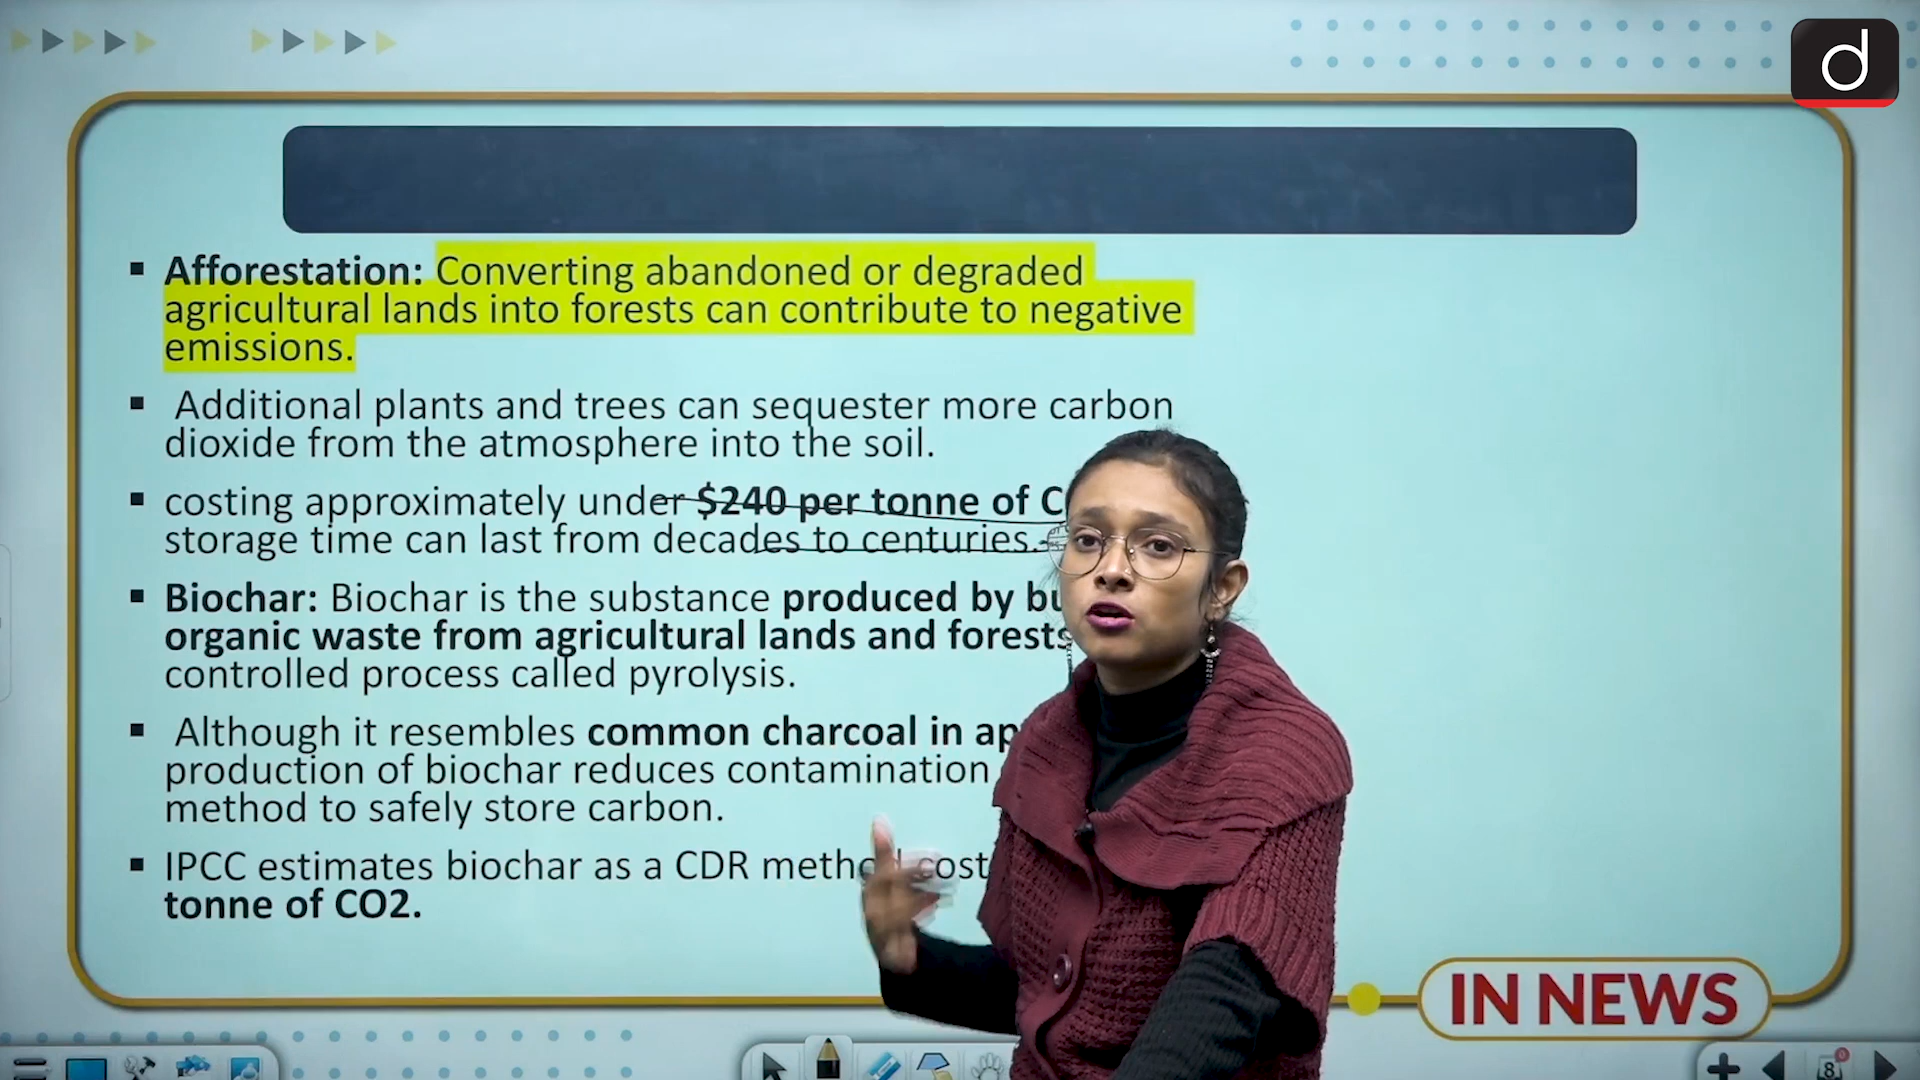 d
Afforestation: Converting abandoned or degraded
agricultural lands into forests can contribute to negative
emissions.
Additional plants and trees can sequester more carbon
dioxide from the atmosphere into the soil.
costing approximately under $240 per tonne of
storage time can last from decades to centuries.
Biochar: Biochar is the substance produced by
organic waste from agricultural lands and forests
controlled process called pyrolysis.
Although it resembles common charcoal in
production of biochar reduces contamination
method to safely store carbon.
IPCC estimates biochar as a CDR method cost
tonne of CO2.
IN NEWS
8